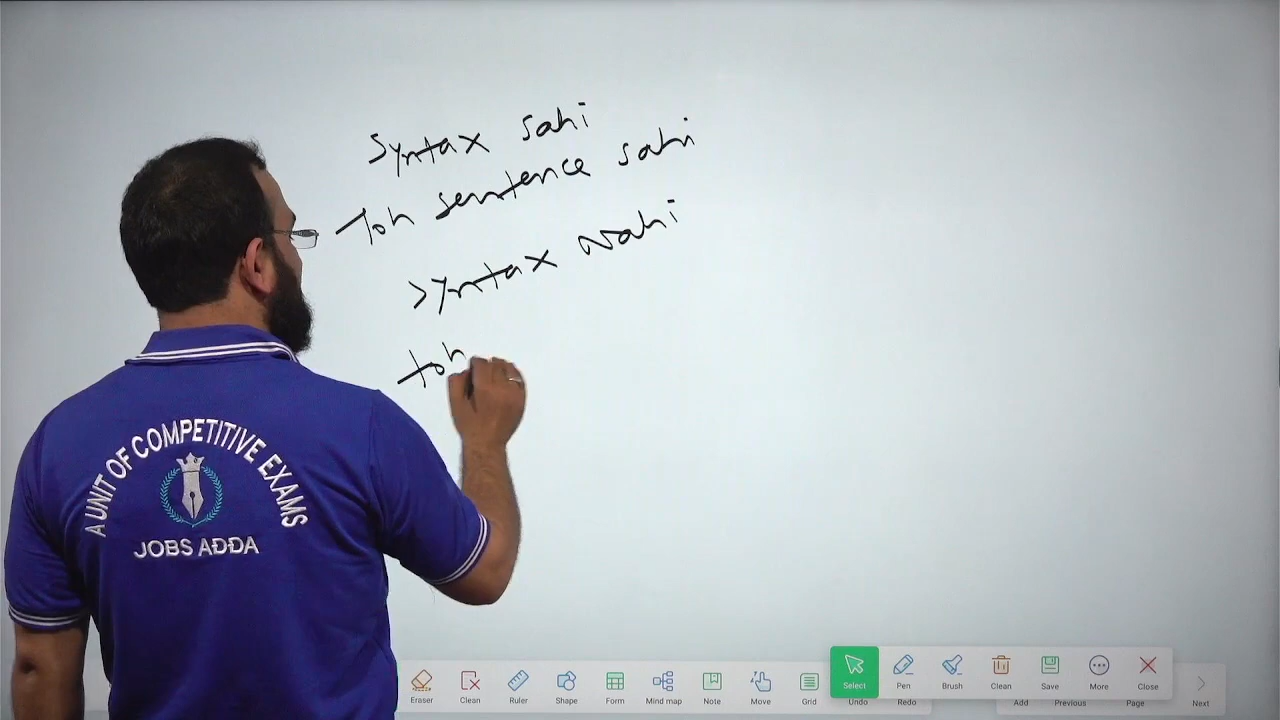 Syntax sahi
Toh sentence sahi
Syntax Nahi
toh
A UNIT OF COMPETITIVE EXAMS
JOBS ADDA
Eraser
Clean
Ruler
Shape
Form
Mind map
Note
Move
Grid
Select
Pen
Brush
Clean
Save
More
Close
Undo
Redo
Add
Previous
Page
Next